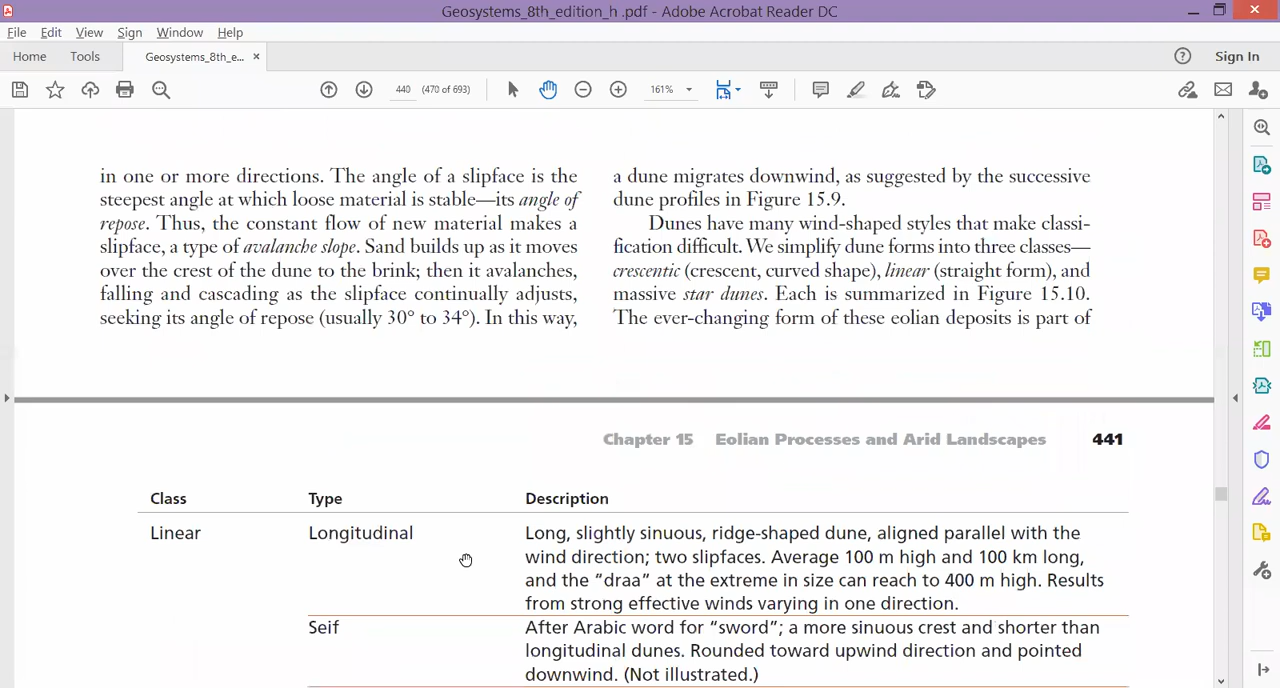 Geosystems_8th_edition_h .pdf - Adobe Acrobat Reader DC
File Edit View Sign Window Help
Home Tools Geosystems_8th_e... × Sign In
440 (470 of 693) 161%
in one or more directions. The angle of a slipface is the
steepest angle at which loose material is stable—its angle of
repose. Thus, the constant flow of new material makes a
slipface, a type of avalanche slope. Sand builds up as it moves
over the crest of the dune to the brink; then it avalanches,
falling and cascading as the slipface continually adjusts,
seeking its angle of repose (usually 30° to 34°). In this way,
a dune migrates downwind, as suggested by the successive
dune profiles in Figure 15.9.
Dunes have many wind-shaped styles that make classi-
fication difficult. We simplify dune forms into three classes—
crescentic (crescent, curved shape), linear (straight form), and
massive star dunes. Each is summarized in Figure 15.10.
The ever-changing form of these eolian deposits is part of
Chapter 15 Eolian Processes and Arid Landscapes 441
Class Type Description
Linear Longitudinal Long, slightly sinuous, ridge-shaped dune, aligned parallel with the
wind direction; two slipfaces. Average 100 m high and 100 km long,
and the “draa” at the extreme in size can reach to 400 m high. Results
from strong effective winds varying in one direction.
Seif After Arabic word for “sword”; a more sinuous crest and shorter than
longitudinal dunes. Rounded toward upwind direction and pointed
downwind. (Not illustrated.)